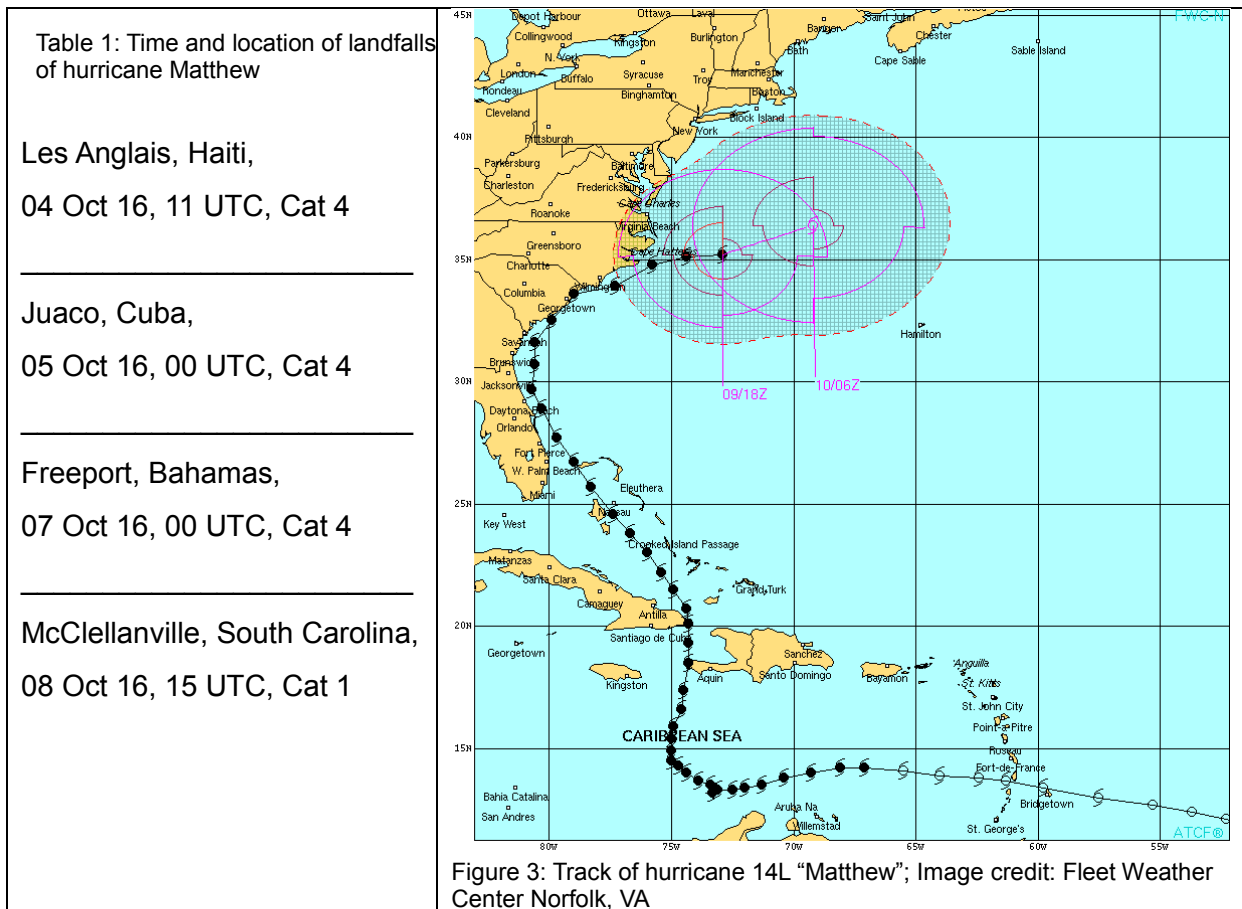 Table 1: Time and location of landfalls
of hurricane Matthew
Les Anglais, Haiti,
04 Oct 16, 11 UTC, Cat 4
Juaco, Cuba,
05 Oct 16, 00 UTC, Cat 4
Freeport, Bahamas,
07 Oct 16, 00 UTC, Cat 4
McClellanville, South Carolina,
08 Oct 16, 15 UTC, Cat 1
45N
Depot Harbour
Ottawa
Laval
Bangor
Saint John
FWC-N
Collingwood
Kingston
Burlington
Bath
Chester
Sable Island
N. York
Cape Sable
London
Buffalo
Syracuse
Troy
Manchester
Rondeau
Binghamton
Boston
Cleveland
Block Island
40N
Pittsburgh
New York
Parkersburg
Baltimore
Charleston
Fredericksburg
Cape Charles
Roanoke
Virginia Beach
Greensboro
Cape Hatteras
35N
Charlotte
Columbia
Wilmington
Georgetown
Hamilton
Savannah
Brunswick
30N
Jacksonville
09/18Z
10/06Z
Daytona Beach
Orlando
Fort Pierce
W. Palm Beach
25N
Miami
Eleuthera
Key West
Nassau
Crooked Island Passage
Matanzas
Santa Clara
Grand Turk
Camaguey
Antilla
20N
Santiago de Cuba
Georgetown
Sanchez
Kingston
Aquin
Santo Domingo
Bayamon
Anguilla
St. Kitts
St. John City
Point-a-Pitre
CARIBBEAN SEA
15N
Roseau
Fort-de-France
Bahia Catalina
San Andres
Aruba Na
Willemstad
Bridgetown
St. George's
ATCF®
80W
75W
70W
65W
60W
55W
Figure 3: Track of hurricane 14L “Matthew”; Image credit: Fleet Weather
Center Norfolk, VA